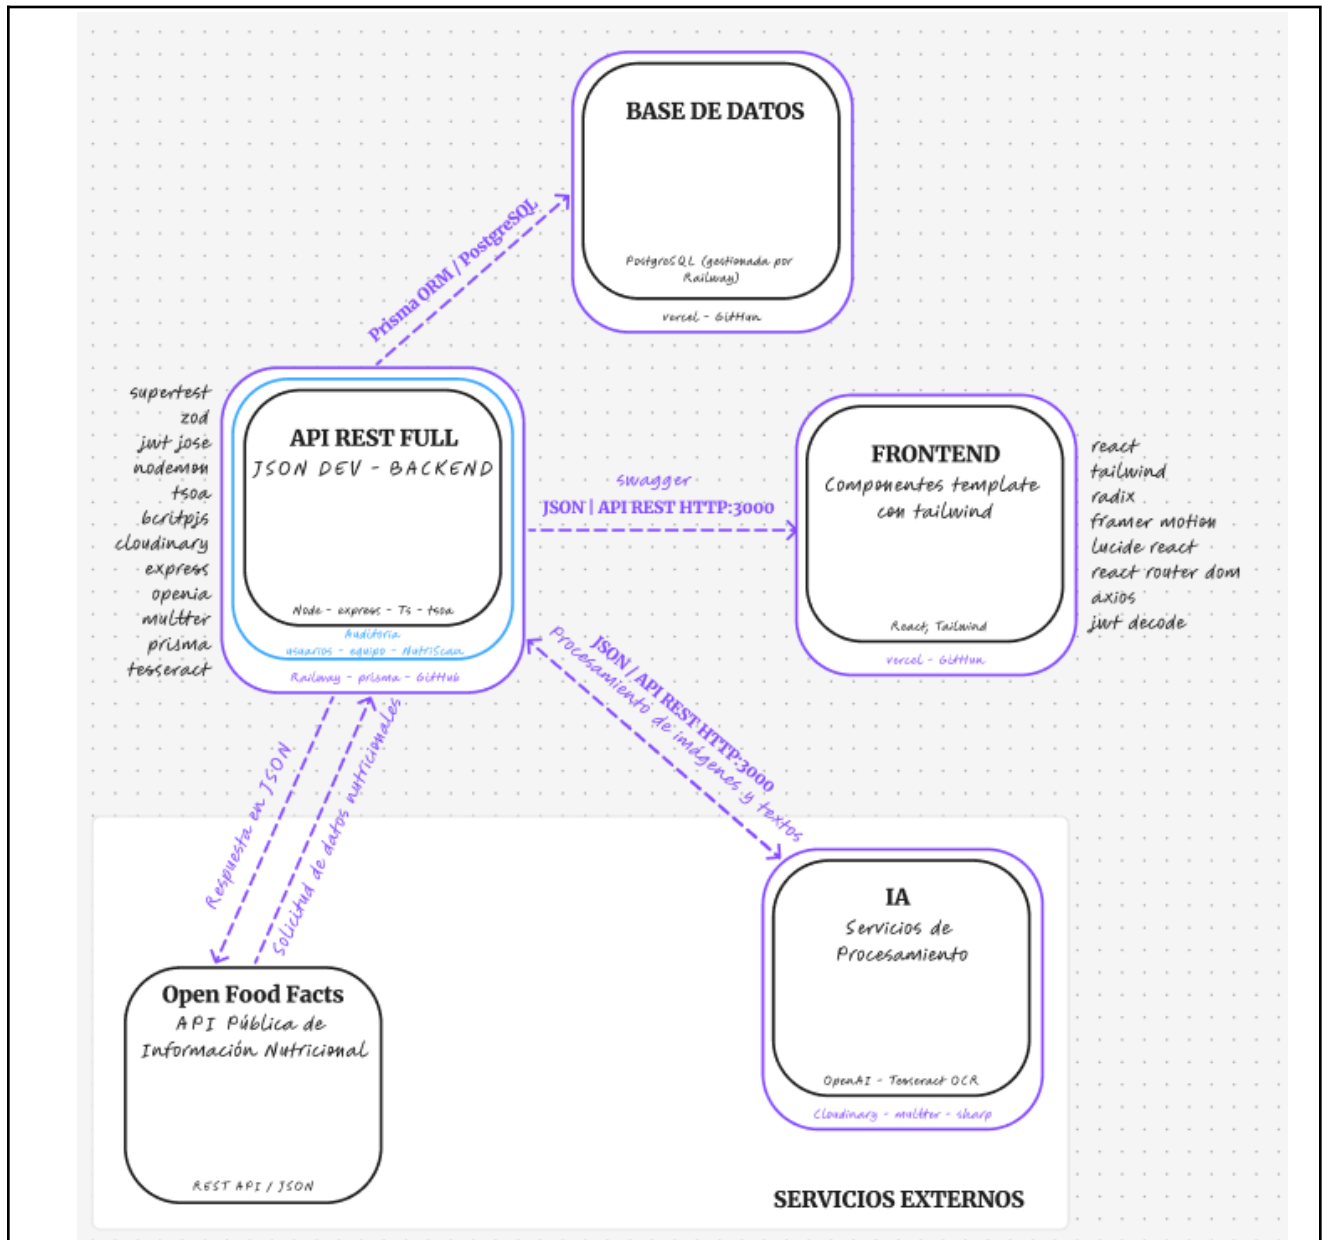 BASE DE DATOS
PostgreSQL (gestionada por
Railway)
vercel - GitHun
Prisma ORM / PostgreSQL
supertest
zod
jwt jose
nodemon
tsoa
bcritpjs
cloudinary
express
openia
multter
prisma
tesseract
API REST FULL
JSON DEV - BACKEND
Node - express - Ts - tsoa
Auditoria
usuarios - equipo - NutriScan
Railway - prisma - GitHub
swagger
JSON | API REST HTTP:3000
FRONTEND
Componentes template
con tailwind
React, Tailwind
vercel - GitHun
react
tailwind
radix
framer motion
lucide react
react router dom
axios
jwt decode
JSON / API REST HTTP:3000
Procesamiento de imágenes y textos
Respuesta en JSON
Solicitud de datos nutricionales
Open Food Facts
API Pública de
Información Nutricional
REST API / JSON
IA
Servicios de
Procesamiento
OpenAI - Tesseract OCR
Cloudinary - multter - sharp
SERVICIOS EXTERNOS